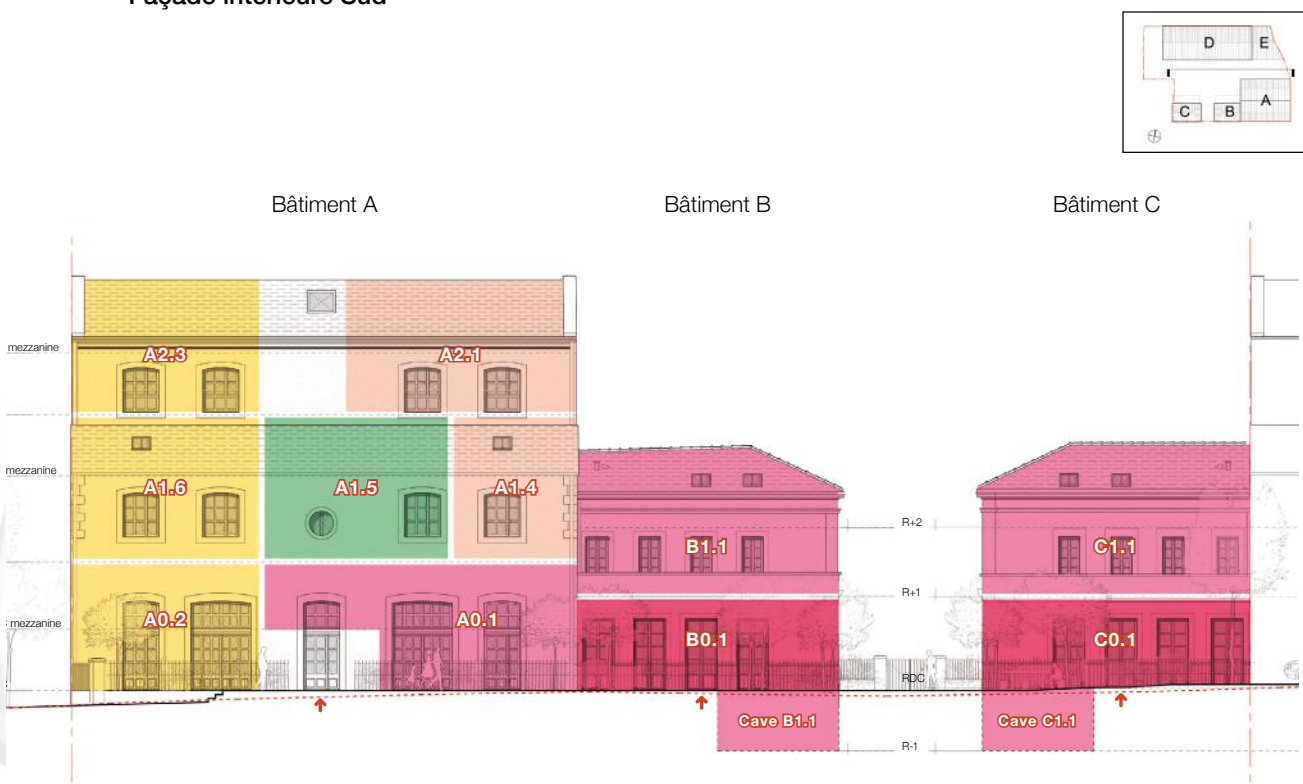 Façade intérieure Sud
D E
A
C B
Bâtiment A
Bâtiment B
Bâtiment C
mezzanine
A2.3
A2.1
mezzanine
A1.6
A1.5
A1.4
R+2
B1.1
C1.1
R+1
mezzanine
A0.2
A0.1
B0.1
C0.1
RDC
Cave B1.1
Cave C1.1
R-1